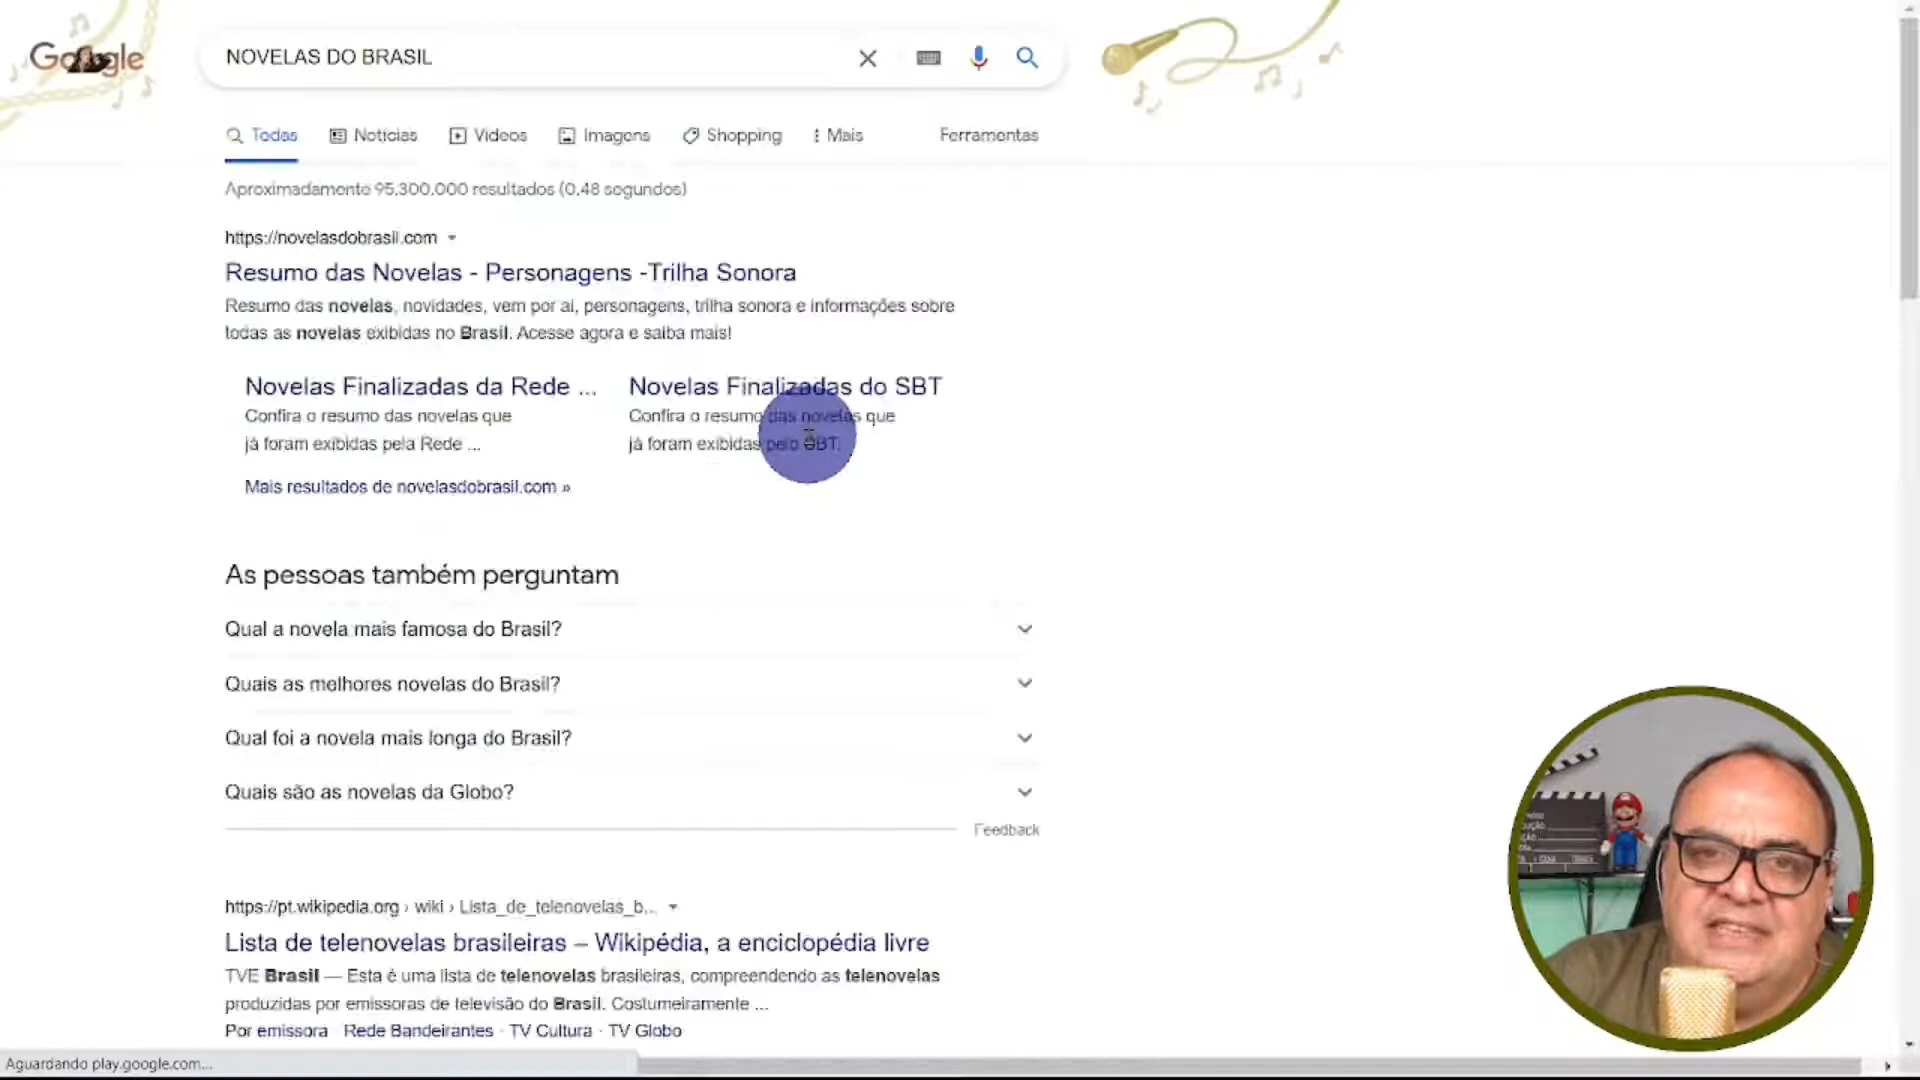 Google
NOVELAS DO BRASIL
Todas
Notícias
Vídeos
Imagens
Shopping
Mais
Ferramentas
Aproximadamente 95.300.000 resultados (0,48 segundos)
https://novelasdobrasil.com
Resumo das Novelas - Personagens -Trilha Sonora
Resumo das novelas, novidades, vem por ai, personagens, trilha sonora e informações sobre
todas as novelas exibidas no Brasil. Acesse agora e saiba mais!
Novelas Finalizadas da Rede ...
Confira o resumo das novelas que
já foram exibidas pela Rede ...
Novelas Finalizadas do SBT
Confira o resumo das novelas que
já foram exibidas pelo SBT.
Mais resultados de novelasdobrasil.com »
As pessoas também perguntam
Qual a novela mais famosa do Brasil?
Quais as melhores novelas do Brasil?
Qual foi a novela mais longa do Brasil?
Quais são as novelas da Globo?
Feedback
https://pt.wikipedia.org › wiki › Lista_de_telenovelas_b...
Lista de telenovelas brasileiras – Wikipédia, a enciclopédia livre
TVE Brasil — Esta é uma lista de telenovelas brasileiras, compreendendo as telenovelas
produzidas por emissoras de televisão do Brasil. Costumeiramente ...
Por emissora · Rede Bandeirantes · TV Cultura · TV Globo
Aguardando play.google.com...